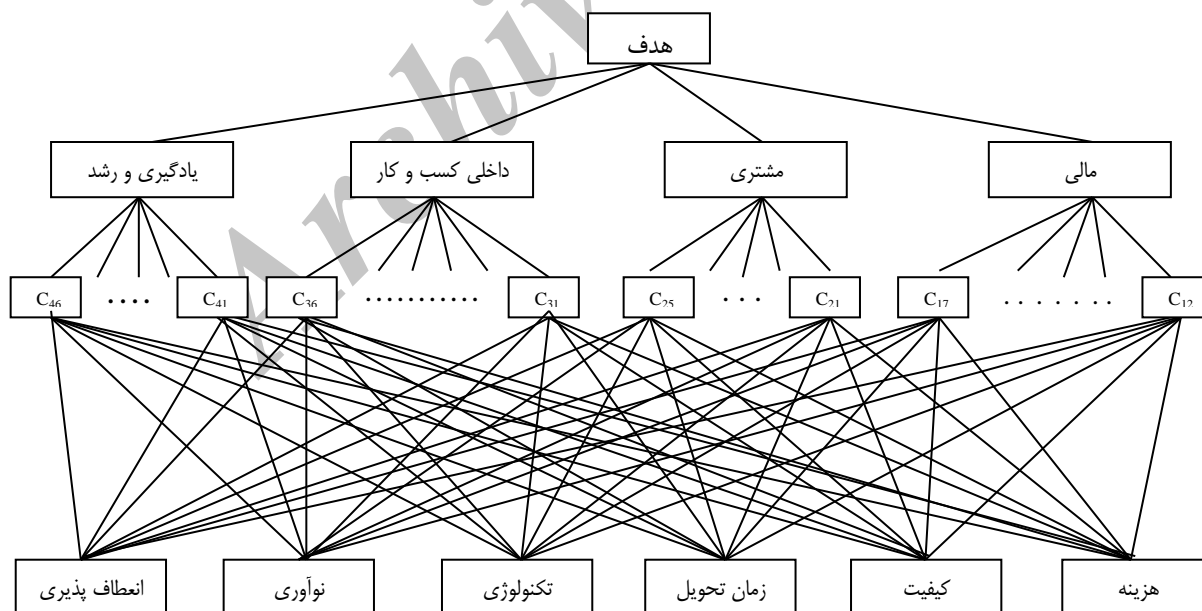 هدف
مالی
مشتری
داخلی کسب و کار
یادگیری و رشد
C12
. . . . . . .
C17
C21
. . .
C25
C31
...........
C36
C41
....
C46
هزینه
کیفیت
زمان تحویل
تکنولوژی
نوآوری
انعطاف پذیری
Archiv